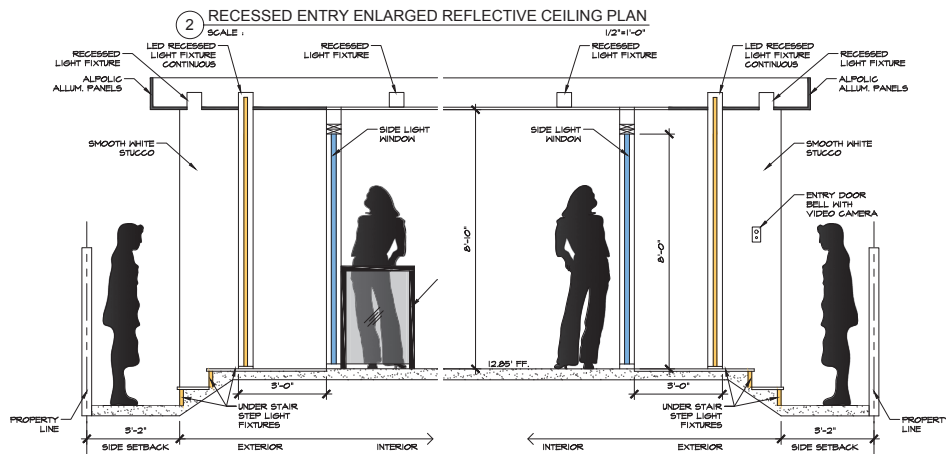 2
RECESSED ENTRY ENLARGED REFLECTIVE CEILING PLAN
SCALE :
1/2"=1'-0"
RECESSED
LIGHT FIXTURE
LED RECESSED
LIGHT FIXTURE
CONTINUOUS
RECESSED
LIGHT FIXTURE
RECESSED
LIGHT FIXTURE
LED RECESSED
LIGHT FIXTURE
CONTINUOUS
RECESSED
LIGHT FIXTURE
ALPOLIC
ALLUM. PANELS
ALPOLIC
ALLUM. PANELS
SMOOTH WHITE
STUCCO
SIDE LIGHT
WINDOW
SIDE LIGHT
WINDOW
SMOOTH WHITE
STUCCO
ENTRY DOOR
BELL WITH
VIDEO CAMERA
8'-10"
8'-0"
12.85' FF.
3'-0"
3'-0"
PROPERTY
LINE
UNDER STAIR
STEP LIGHT
FIXTURES
UNDER STAIR
STEP LIGHT
FIXTURES
PROPERTY
LINE
3'-2"
3'-2"
SIDE SETBACK
EXTERIOR
INTERIOR
INTERIOR
EXTERIOR
SIDE SETBACK